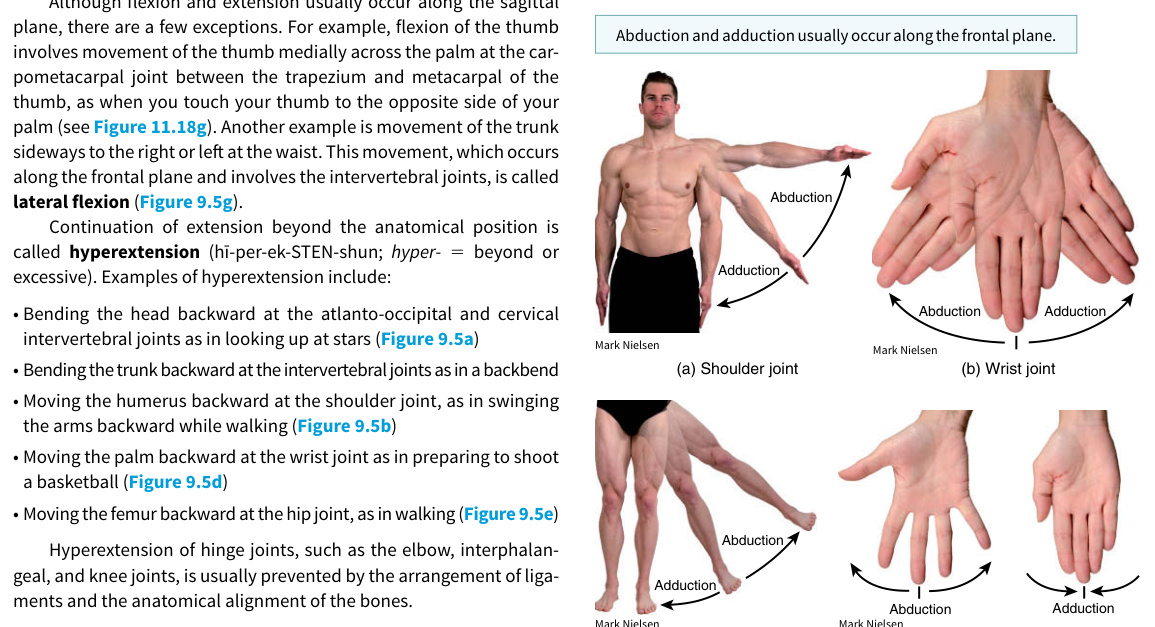 Although flexion and extension usually occur along the sagittal
plane, there are a few exceptions. For example, flexion of the thumb
involves movement of the thumb medially across the palm at the car-
pometacarpal joint between the trapezium and metacarpal of the
thumb, as when you touch your thumb to the opposite side of your
palm (see Figure 11.18g). Another example is movement of the trunk
sideways to the right or left at the waist. This movement, which occurs
along the frontal plane and involves the intervertebral joints, is called
lateral flexion (Figure 9.5g).
Continuation of extension beyond the anatomical position is
called hyperextension (hī-per-ek-STEN-shun; hyper- = beyond or
excessive). Examples of hyperextension include:
• Bending the head backward at the atlanto-occipital and cervical
intervertebral joints as in looking up at stars (Figure 9.5a)
• Bending the trunk backward at the intervertebral joints as in a backbend
• Moving the humerus backward at the shoulder joint, as in swinging
the arms backward while walking (Figure 9.5b)
• Moving the palm backward at the wrist joint as in preparing to shoot
a basketball (Figure 9.5d)
• Moving the femur backward at the hip joint, as in walking (Figure 9.5e)
Hyperextension of hinge joints, such as the elbow, interphalan-
geal, and knee joints, is usually prevented by the arrangement of liga-
ments and the anatomical alignment of the bones.
Abduction and adduction usually occur along the frontal plane.
Abduction
Adduction
Mark Nielsen
(a) Shoulder joint
Abduction
Adduction
Mark Nielsen
(b) Wrist joint
Abduction
Adduction
Mark Nielsen
Abduction
Mark Nielsen
Adduction